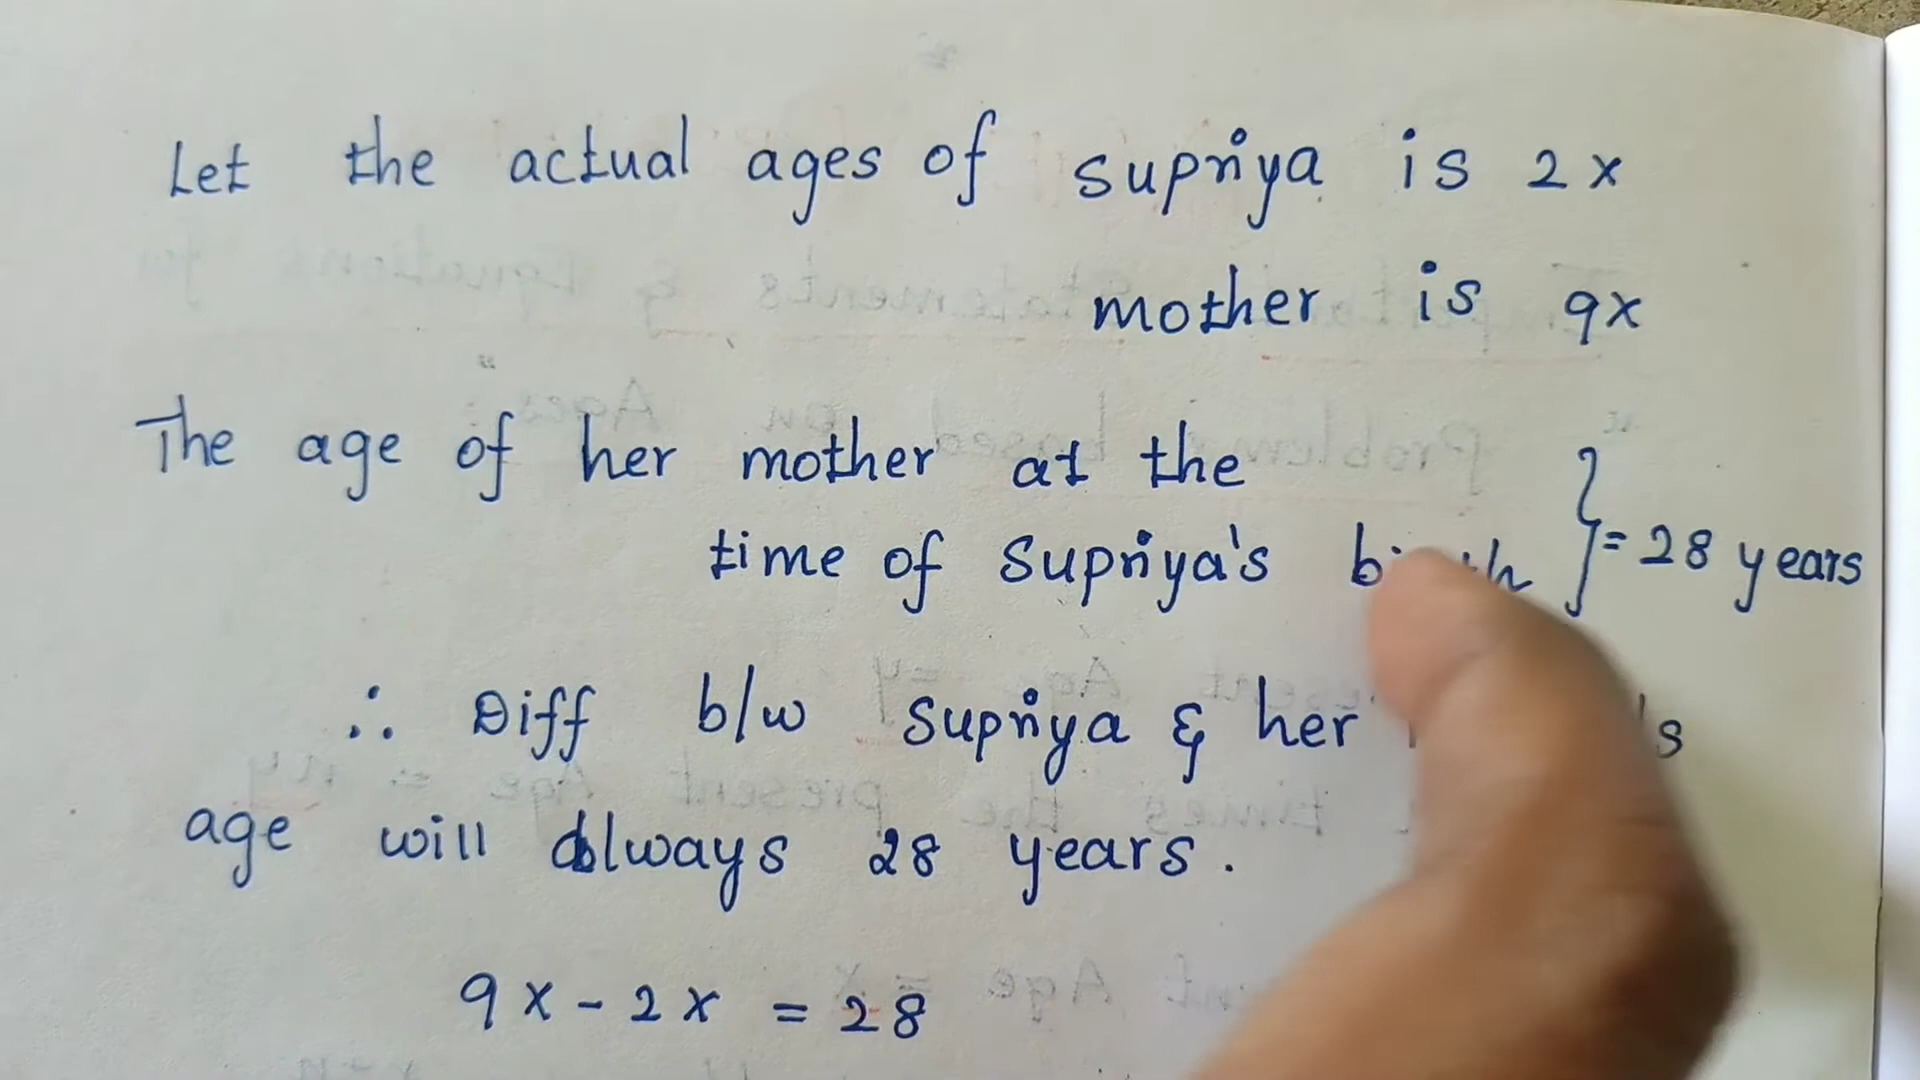 Let the actual ages of Supriya is 2x
mother is 9x
The age of her mother at the
time of Supriya's } = 28 years
∴ Diff b/w Supriya & her
age will always 28 years.
9x - 2x = 28